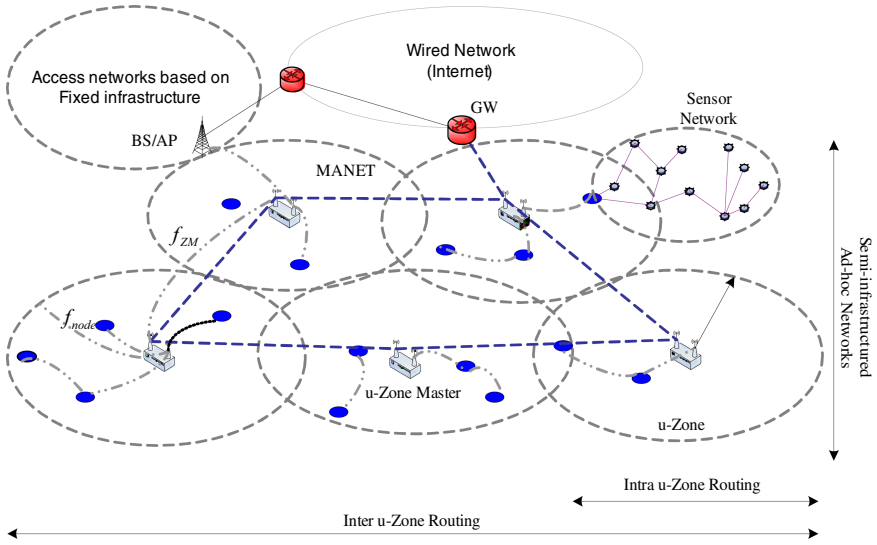 Wired Network
(Internet)
Access networks based on
Fixed infrastructure
GW
Sensor
Network
BS/AP
MANET
f_ZM
Semi-infrastructured
Ad-hoc Networks
f_node
u-Zone Master
u-Zone
Intra u-Zone Routing
Inter u-Zone Routing